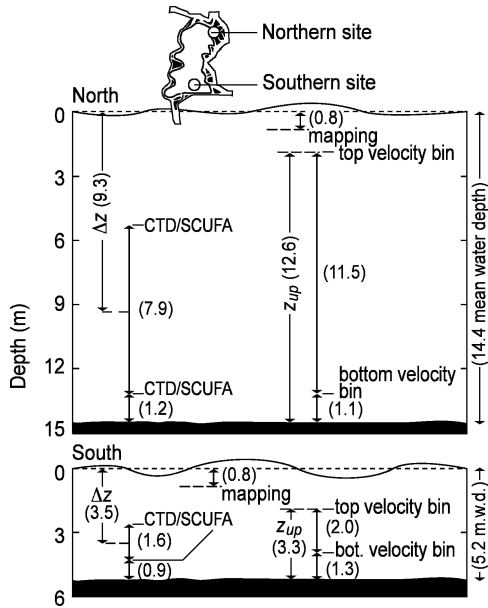 Northern site
Southern site
North
0
(0.8)
mapping
top velocity bin
3
Δz (9.3)
CTD/SCUFA
6
z_up (12.6)
(11.5)
(7.9)
9
Depth (m)
(14.4 mean water depth)
12
CTD/SCUFA
bottom velocity
bin
(1.2)
(1.1)
15
South
0
(0.8)
mapping
Δz
(3.5)
CTD/SCUFA
top velocity bin
(1.6)
z_up
(3.3)
(2.0)
3
bot. velocity bin
(0.9)
(1.3)
(5.2 m.w.d.)
6